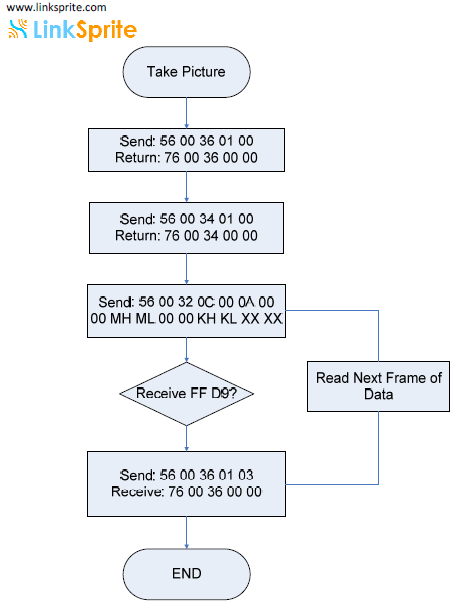 www.linksprite.com
LinkSprite
Take Picture
Send: 56 00 36 01 00
Return: 76 00 36 00 00
Send: 56 00 34 01 00
Return: 76 00 34 00 00
Send: 56 00 32 0C 00 0A 00
00 MH ML 00 00 KH KL XX XX
Receive FF D9?
Read Next Frame of
Data
Send: 56 00 36 01 03
Receive: 76 00 36 00 00
END